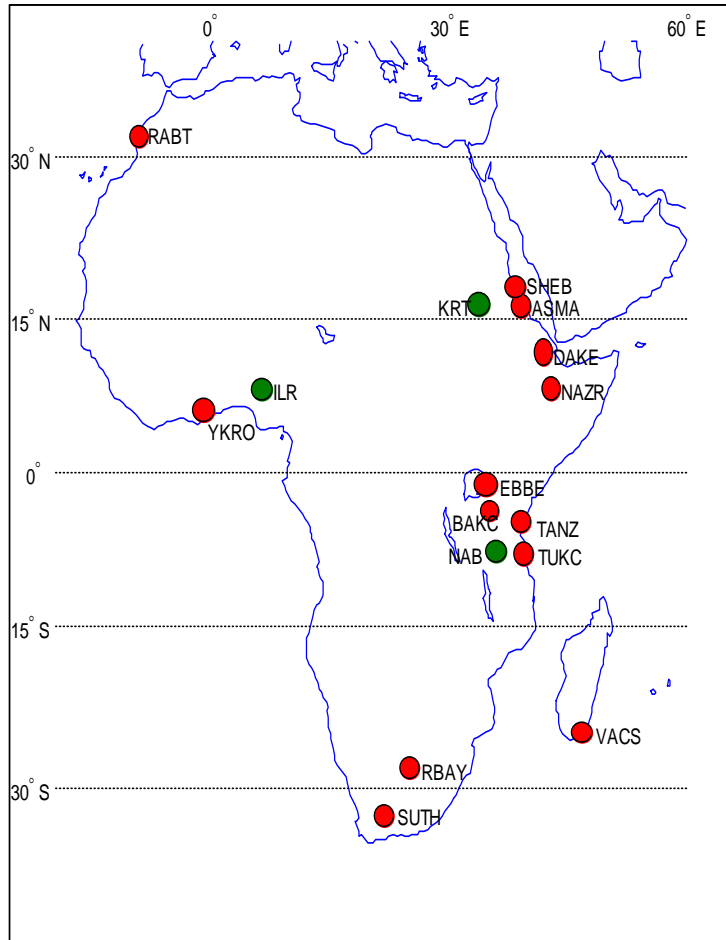 0° 30° E 60° E
RABT
30° N
SHEB
KRT ASMA
15° N
DAKE
ILR NAZR
YKRO
0°
EBBE
BAKC TANZ
NAB TUKC
15° S
VACS
RBAY
30° S
SUTH